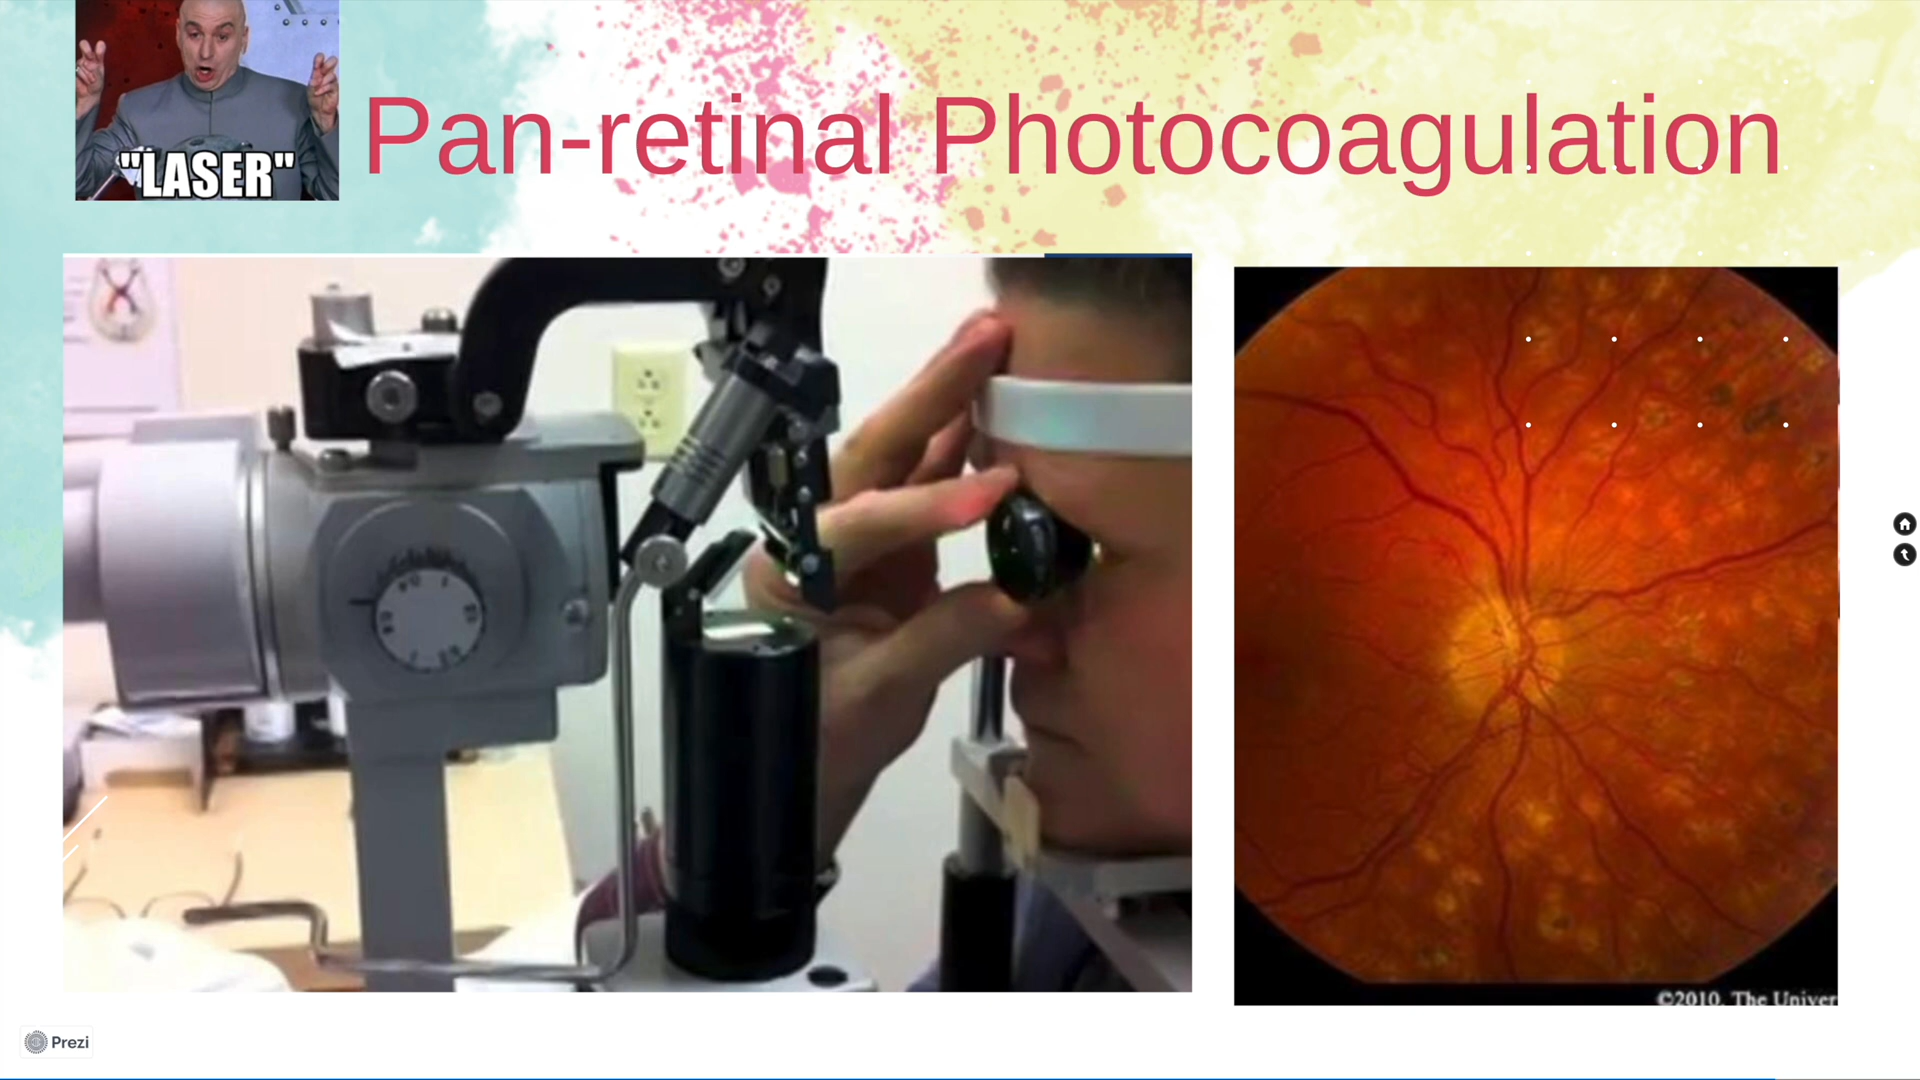 "LASER"
Pan-retinal Photocoagulation
©2010, The Univer
Prezi